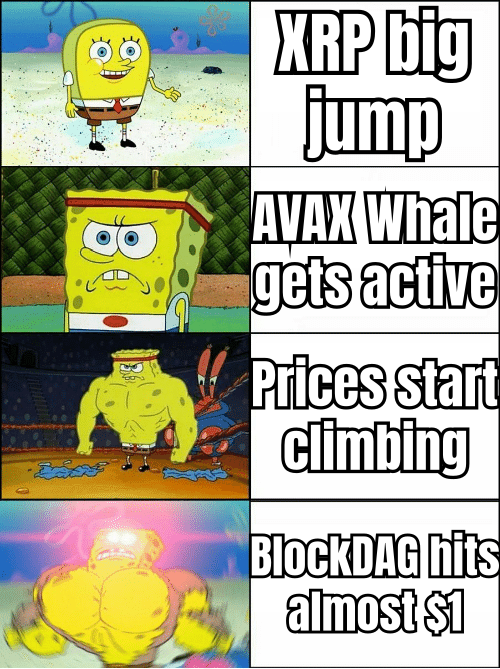 XRP big
jump
AVAX Whale
gets active
Prices start
climbing
BlockDAG hits
almost $1